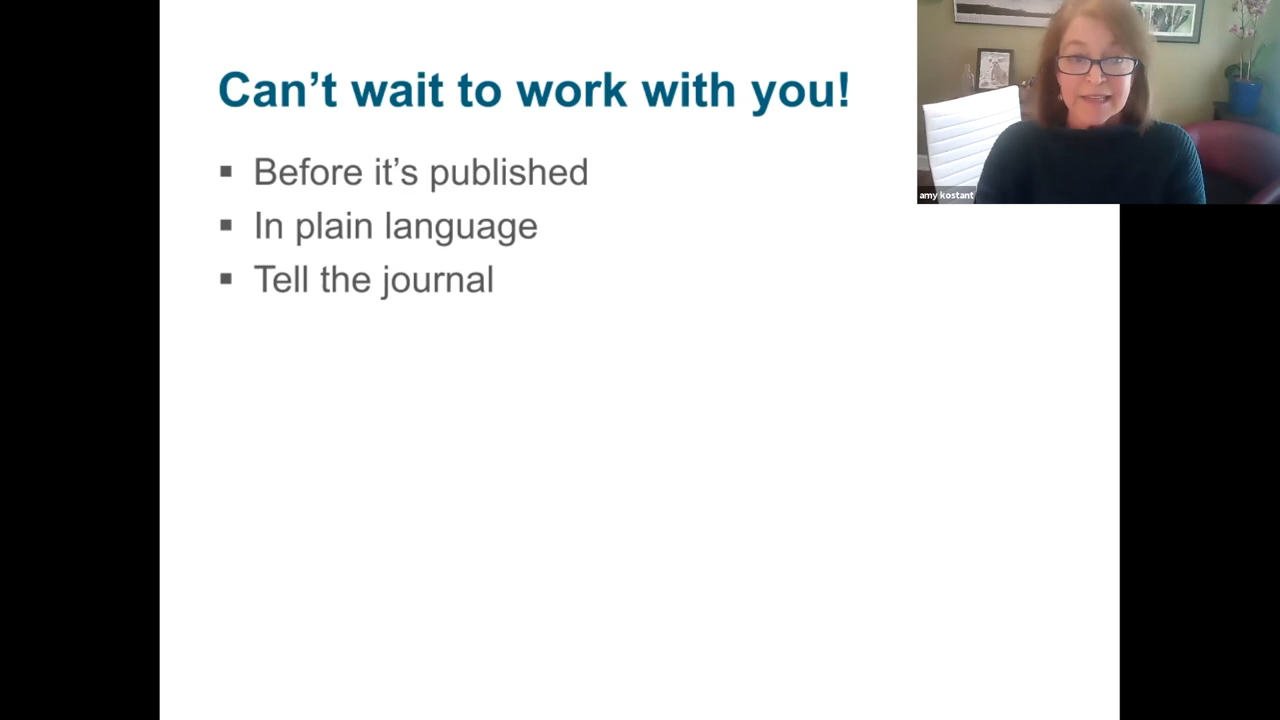 Can’t wait to work with you!
Before it’s published
In plain language
Tell the journal
amy kostant